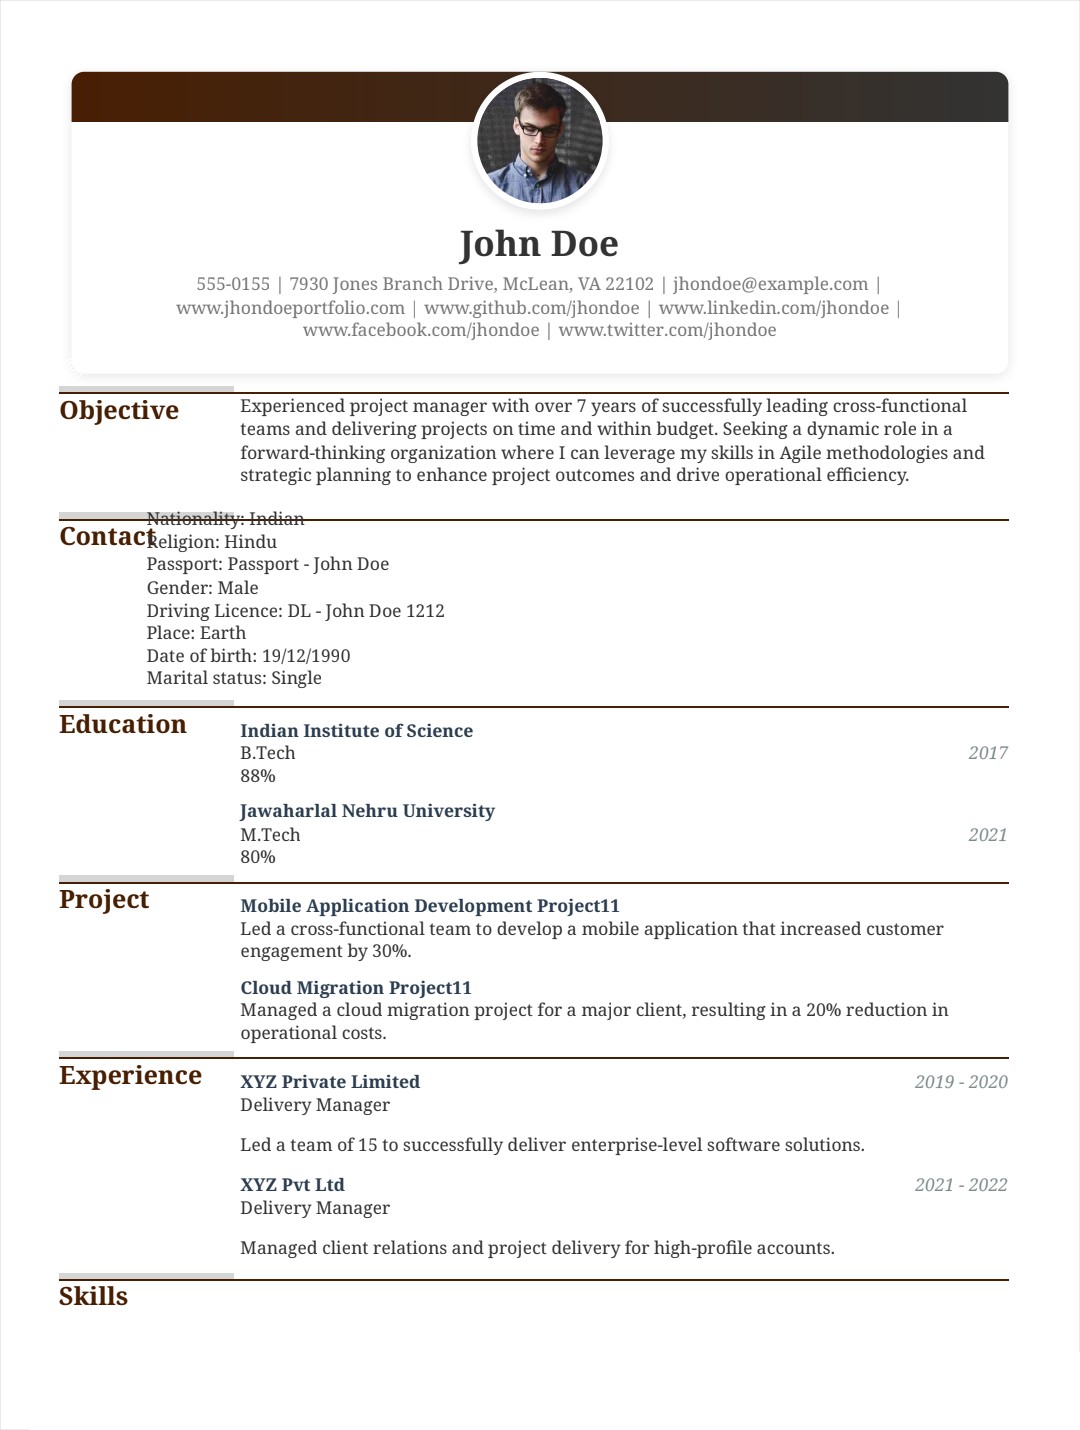 John Doe
555-0155 | 7930 Jones Branch Drive, McLean, VA 22102 | jhondoe@example.com |
www.jhondoeportfolio.com | www.github.com/jhondoe | www.linkedin.com/jhondoe |
www.facebook.com/jhondoe | www.twitter.com/jhondoe
Objective
Experienced project manager with over 7 years of successfully leading cross-functional
teams and delivering projects on time and within budget. Seeking a dynamic role in a
forward-thinking organization where I can leverage my skills in Agile methodologies and
strategic planning to enhance project outcomes and drive operational efficiency.
Contact
Nationality: Indian
Religion: Hindu
Passport: Passport - John Doe
Gender: Male
Driving Licence: DL - John Doe 1212
Place: Earth
Date of birth: 19/12/1990
Marital status: Single
Education
Indian Institute of Science
B.Tech 2017
88%
Jawaharlal Nehru University
M.Tech 2021
80%
Project
Mobile Application Development Project11
Led a cross-functional team to develop a mobile application that increased customer
engagement by 30%.
Cloud Migration Project11
Managed a cloud migration project for a major client, resulting in a 20% reduction in
operational costs.
Experience
XYZ Private Limited 2019 - 2020
Delivery Manager
Led a team of 15 to successfully deliver enterprise-level software solutions.
XYZ Pvt Ltd 2021 - 2022
Delivery Manager
Managed client relations and project delivery for high-profile accounts.
Skills